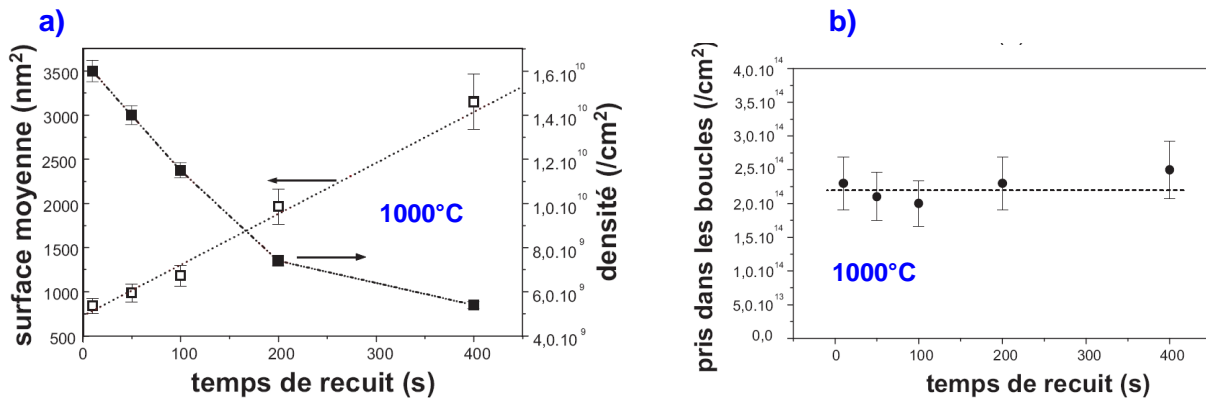 a)
surface moyenne (nm²)
3500
3000
2500
2000
1500
1000
500
1,6.10¹⁰
1,4.10¹⁰
1,2.10¹⁰
1,0.10¹⁰
8,0.10⁹
6,0.10⁹
4,0.10⁹
densité (/cm²)
1000°C
0 100 200 300 400
temps de recuit (s)
b)
pris dans les boucles (/cm²)
4,0.10¹⁴
3,5.10¹⁴
3,0.10¹⁴
2,5.10¹⁴
2,0.10¹⁴
1,5.10¹⁴
1,0.10¹⁴
5,0.10¹³
0,0
1000°C
0 100 200 300 400
temps de recuit (s)